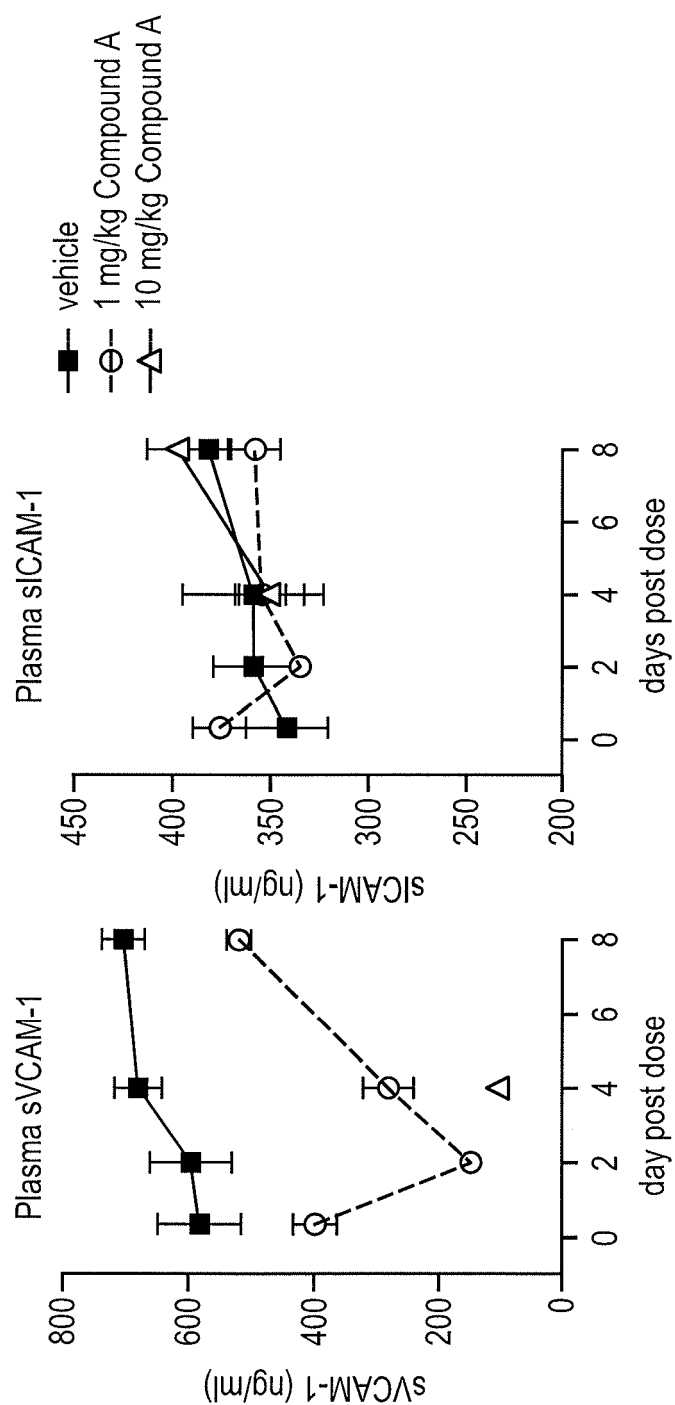 Plasma sVCAM-1
sVCAM-1 (ng/ml)
800
600
400
200
0
0 2 4 6 8
day post dose
Plasma sICAM-1
sICAM-1 (ng/ml)
450
400
350
300
250
200
0 2 4 6 8
days post dose
vehicle
1 mg/kg Compound A
10 mg/kg Compound A